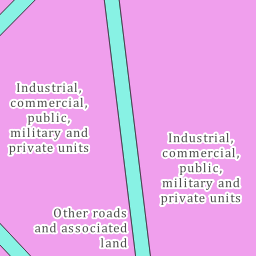 Industrial,
commercial,
public,
military and
private units
Industrial,
commercial,
public,
military and
private units
Other roads
and associated
land